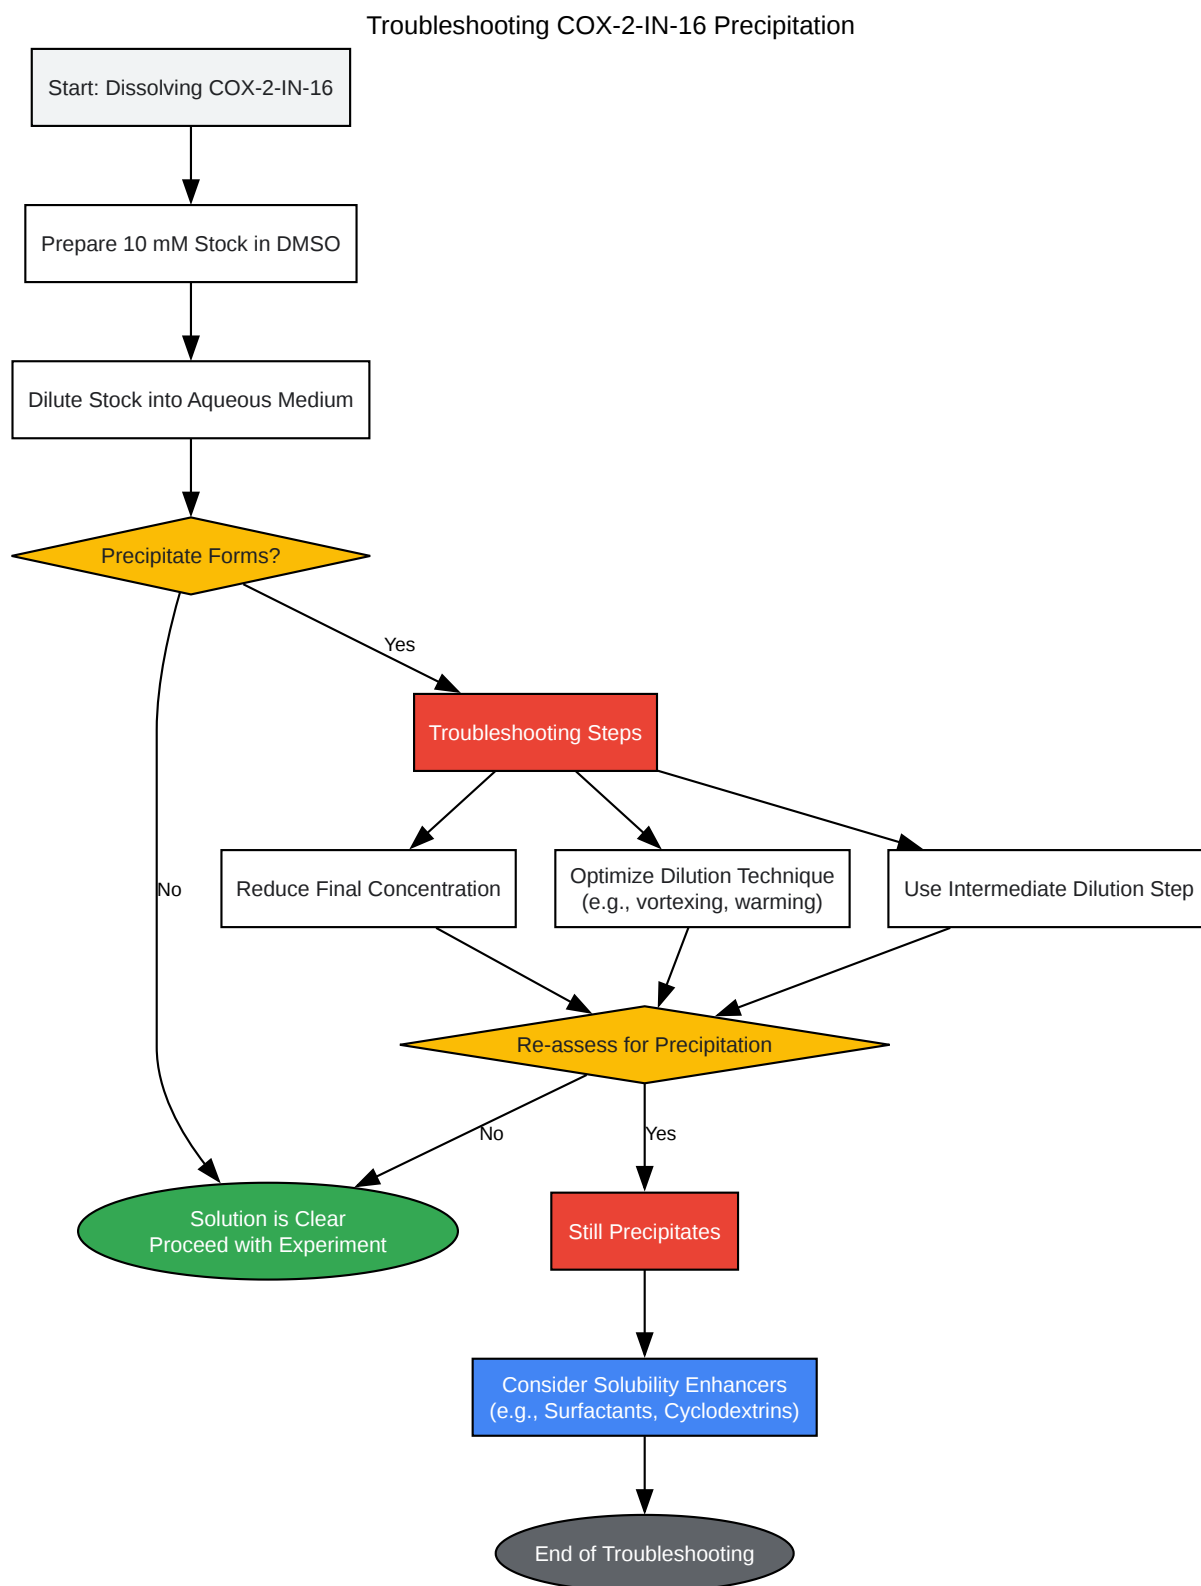 Troubleshooting COX-2-IN-16 Precipitation
Start: Dissolving COX-2-IN-16
Prepare 10 mM Stock in DMSO
Dilute Stock into Aqueous Medium
Precipitate Forms?
Yes
Troubleshooting Steps
No
Reduce Final Concentration
Optimize Dilution Technique
(e.g., vortexing, warming)
Use Intermediate Dilution Step
Re-assess for Precipitation
No
Yes
Solution is Clear
Proceed with Experiment
Still Precipitates
Consider Solubility Enhancers
(e.g., Surfactants, Cyclodextrins)
End of Troubleshooting